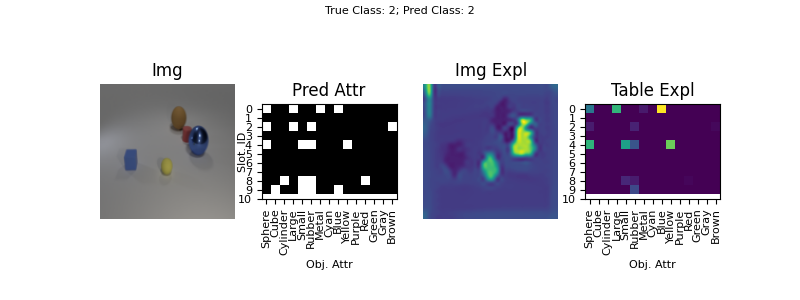 True Class: 2; Pred Class: 2
Img
Pred Attr
Img Expl
Table Expl
Slot. ID
0
1
2
3
4
5
6
7
8
9
10
Sphere
Cube
Cylinder
Large
Small
Rubber
Metal
Cyan
Blue
Yellow
Purple
Red
Green
Gray
Brown
Obj. Attr
0
1
2
3
4
5
6
7
8
9
10
Sphere
Cube
Cylinder
Large
Small
Rubber
Metal
Cyan
Blue
Yellow
Purple
Red
Green
Gray
Brown
Obj. Attr